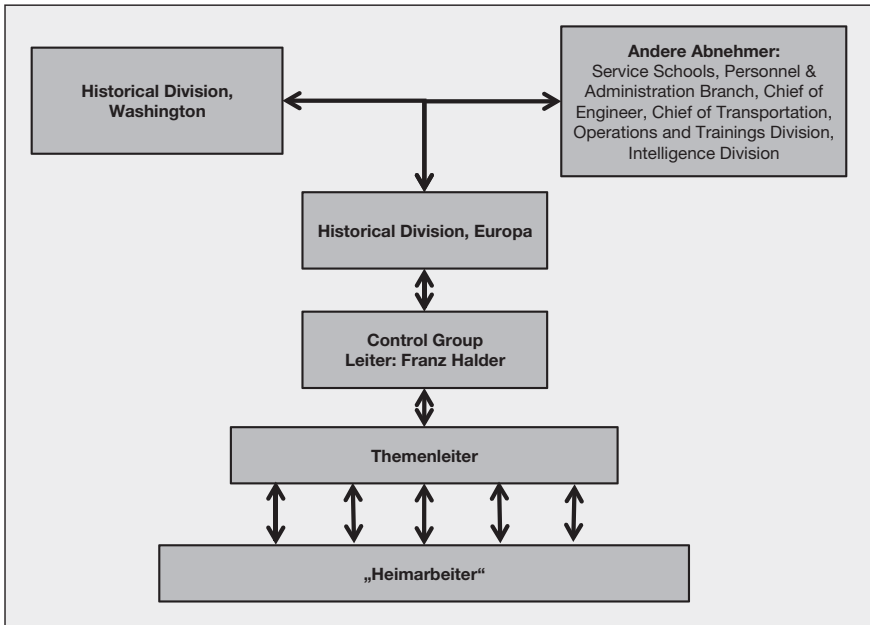 Historical Division,
Washington
Andere Abnehmer:
Service Schools, Personnel &
Administration Branch, Chief of
Engineer, Chief of Transportation,
Operations and Trainings Division,
Intelligence Division
Historical Division, Europa
Control Group
Leiter: Franz Halder
Themenleiter
„Heimarbeiter“